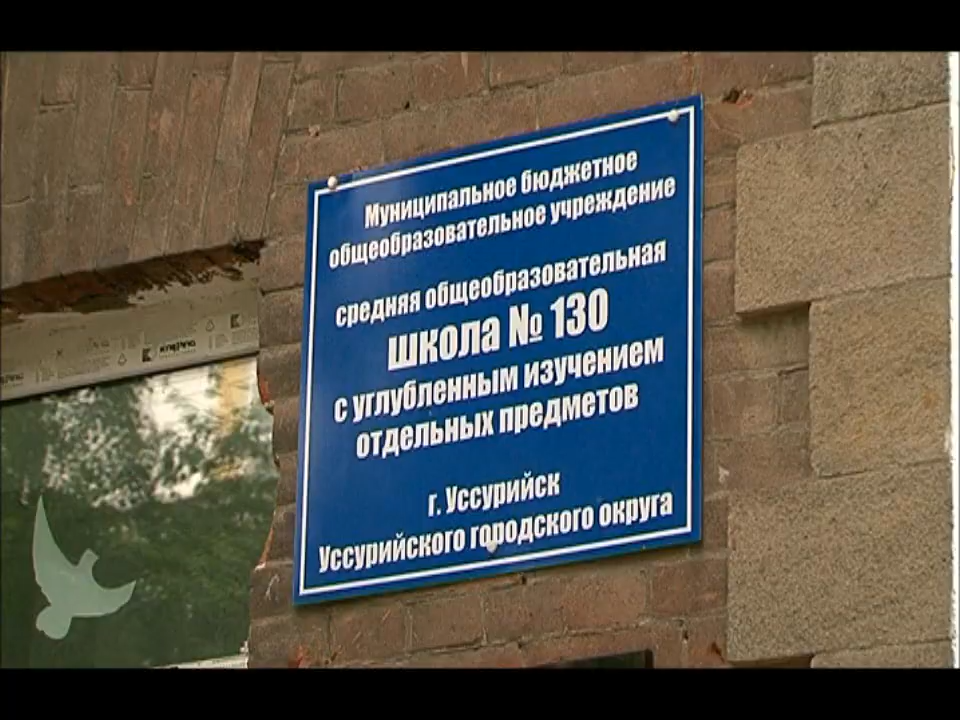 Муниципальное бюджетное
общеобразовательное учреждение
средняя общеобразовательная
школа № 130
с углубленным изучением
отдельных предметов
г. Уссурийск
Уссурийского городского округа